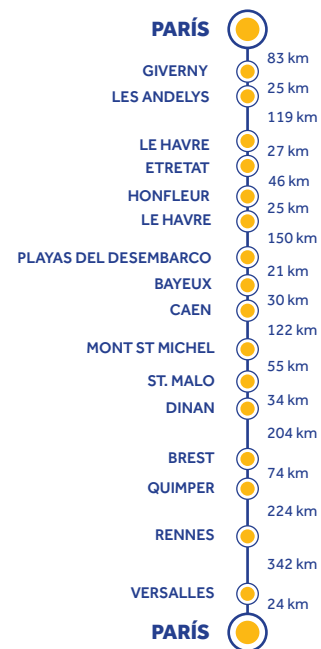 PARÍS
83 km
GIVERNY
25 km
LES ANDELYS
119 km
LE HAVRE
27 km
ETRETAT
46 km
HONFLEUR
25 km
LE HAVRE
150 km
PLAYAS DEL DESEMBARCO
21 km
BAYEUX
30 km
CAEN
122 km
MONT ST MICHEL
55 km
ST. MALO
34 km
DINAN
204 km
BREST
74 km
QUIMPER
224 km
RENNES
342 km
VERSALLES
24 km
PARÍS